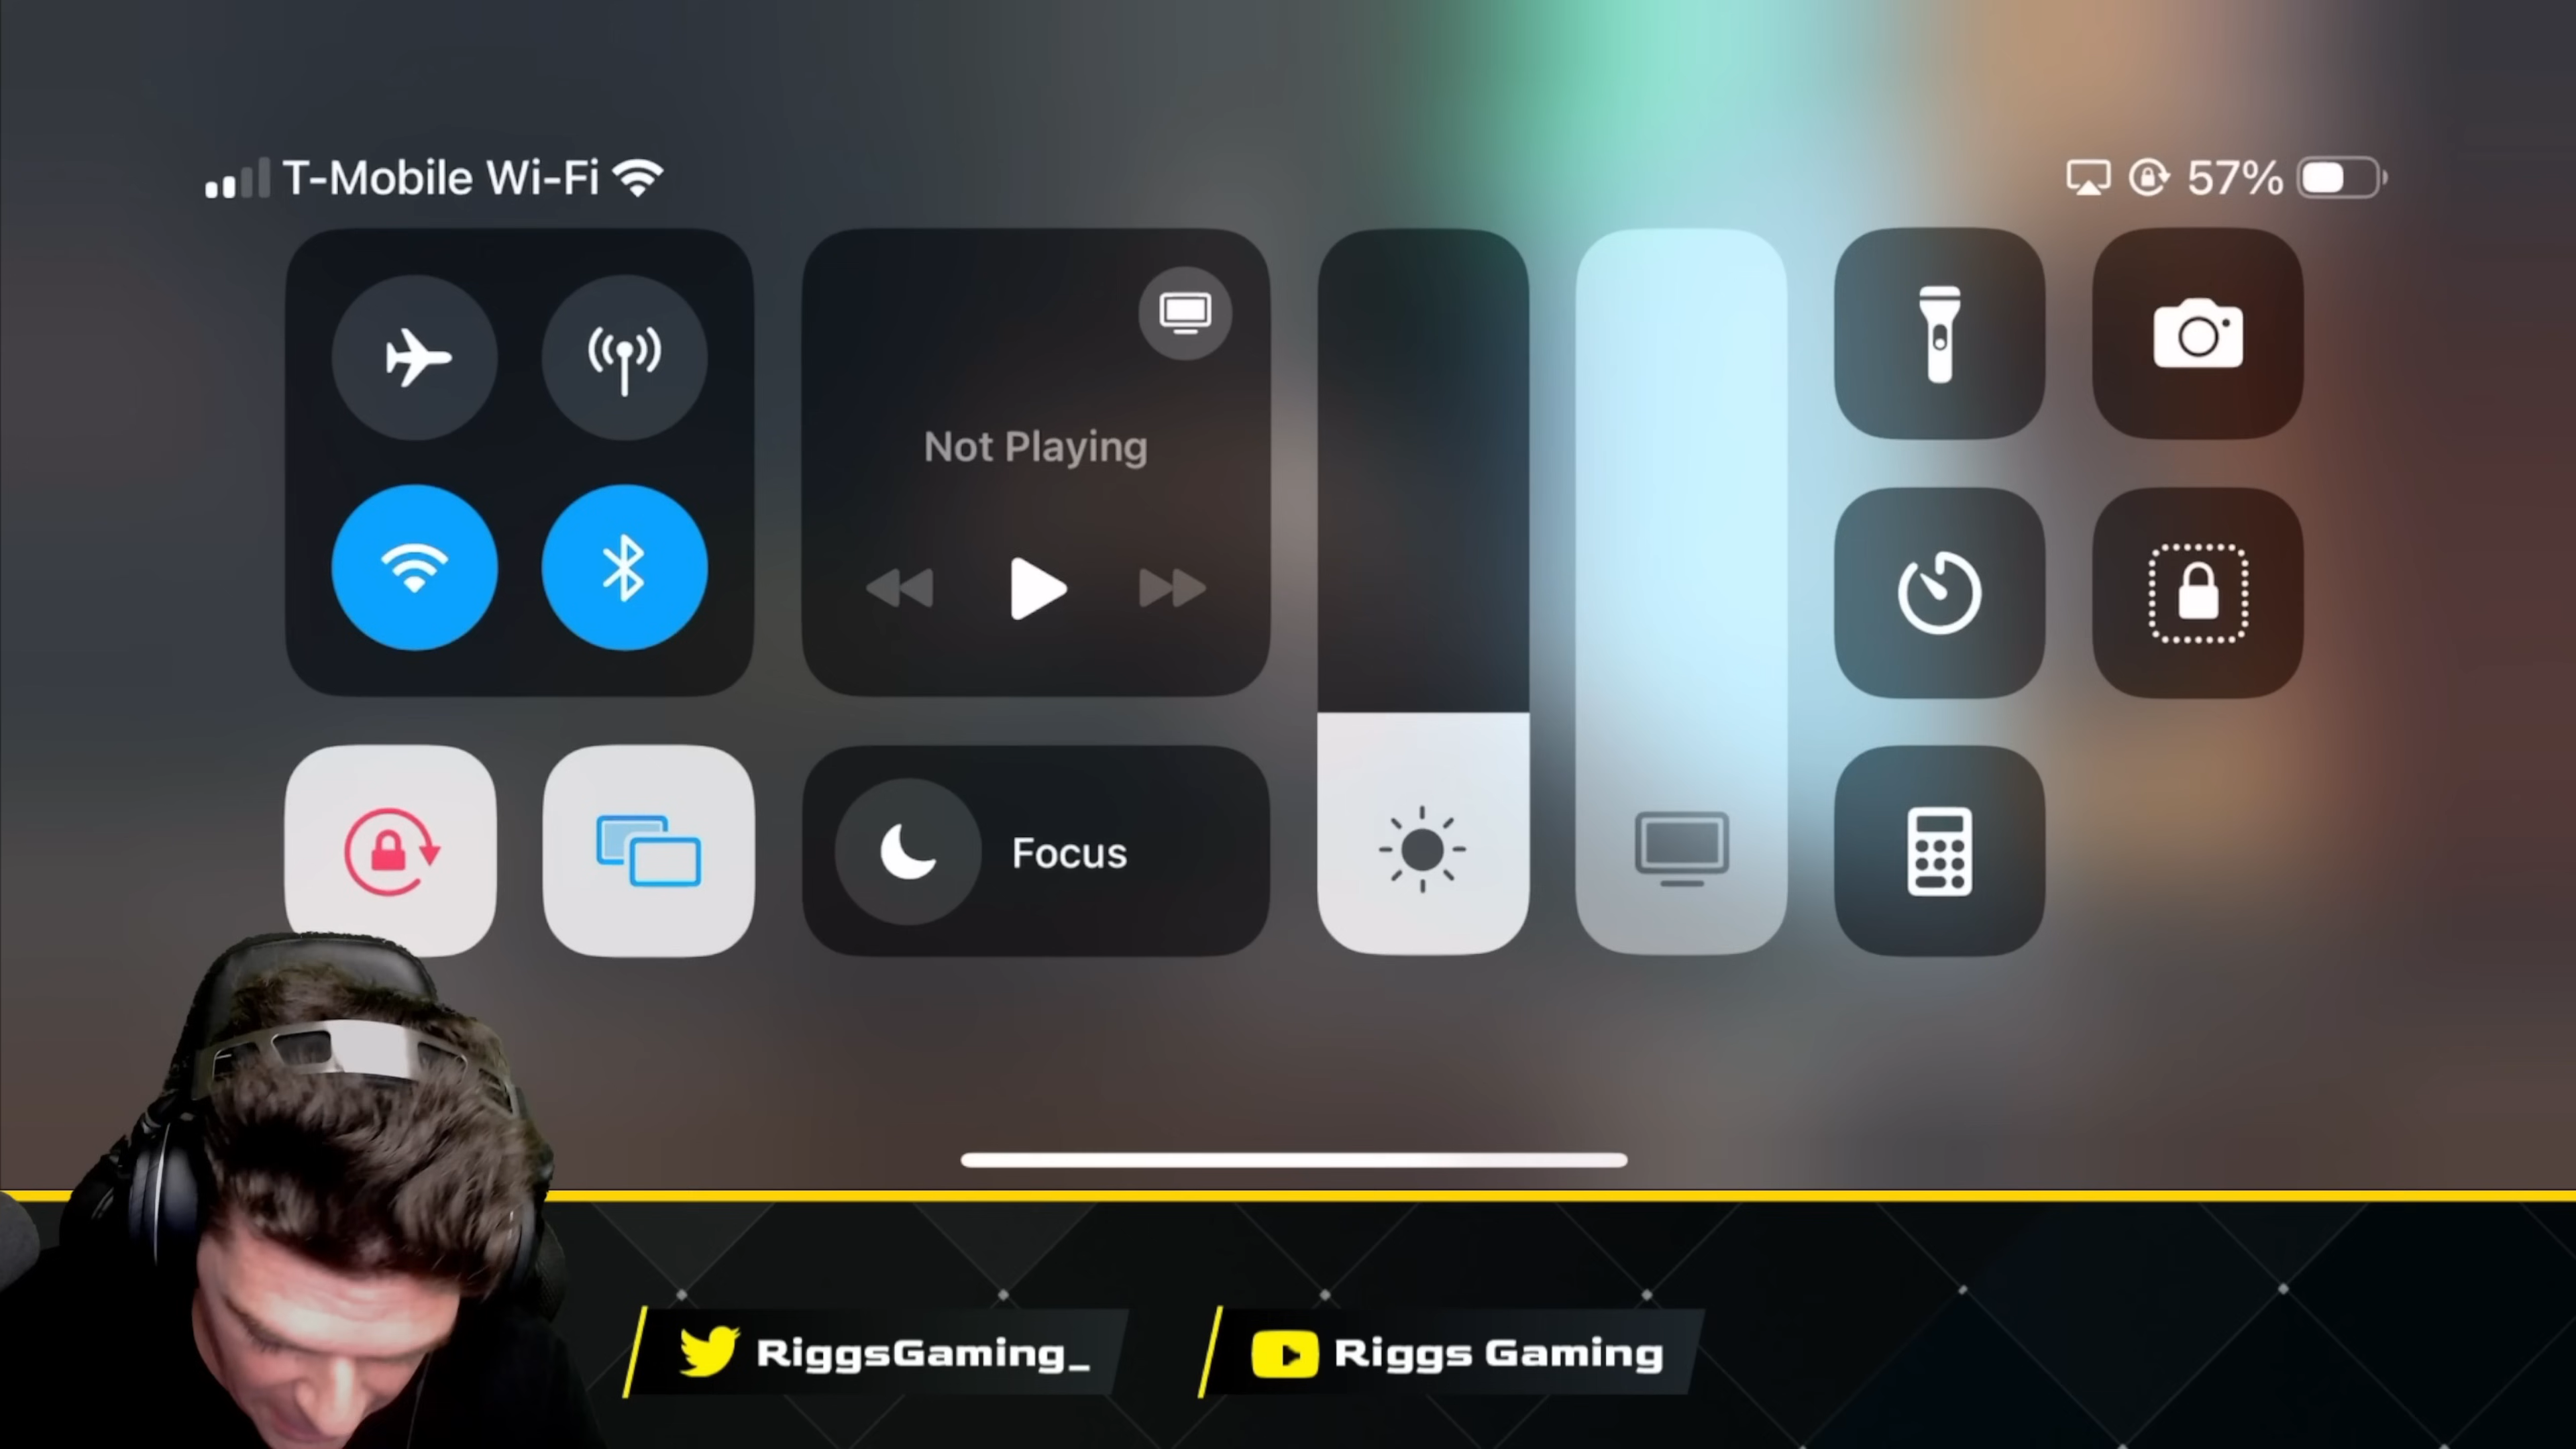 T-Mobile Wi-Fi
57%
Not Playing
Focus
RiggsGaming_
Riggs Gaming